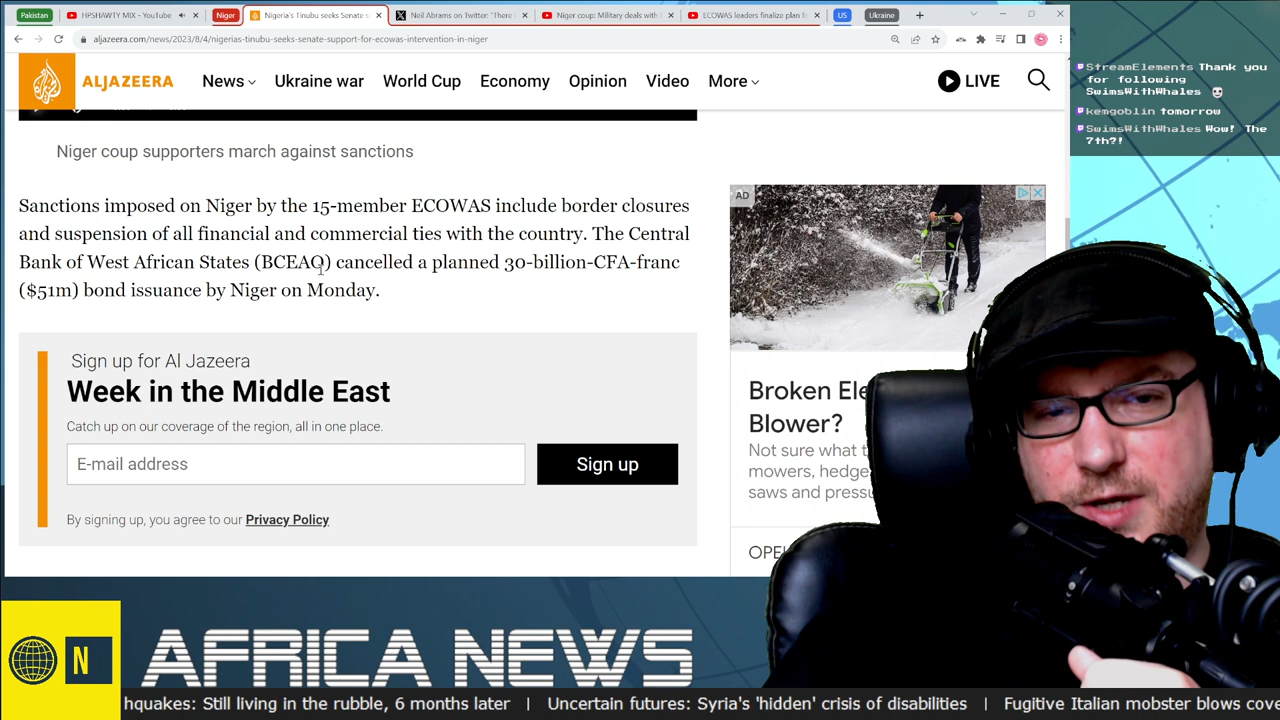 Pakistan
HPSHAWTY MIX - YouTube
Niger
Nigeria's Tinubu seeks Senate s
Neil Abrams on Twitter: "There
Niger coup: Military deals with
ECOWAS leaders finalize plan fo
US
Ukraine
aljazeera.com/news/2023/8/4/nigerias-tinubu-seeks-senate-support-for-ecowas-intervention-in-niger
ALJAZEERA
News
Ukraine war
World Cup
Economy
Opinion
Video
More
LIVE
StreamElements Thank you
for following
SwimsWithWhales
kemgoblin tomorrow
SwimsWithWhales Wow! The
7th?!
Niger coup supporters march against sanctions
Sanctions imposed on Niger by the 15-member ECOWAS include border closures
and suspension of all financial and commercial ties with the country. The Central
Bank of West African States (BCEAO) cancelled a planned 30-billion-CFA-franc
($51m) bond issuance by Niger on Monday.
AD
Sign up for Al Jazeera
Week in the Middle East
Catch up on our coverage of the region, all in one place.
E-mail address
Sign up
By signing up, you agree to our Privacy Policy
Broken Ele
Blower?
Not sure what t
mowers, hedge
saws and pressu
OPE
N
AFRICA NEWS
hquakes: Still living in the rubble, 6 months later | Uncertain futures: Syria's 'hidden' crisis of disabilities | Fugitive Italian mobster blows cove